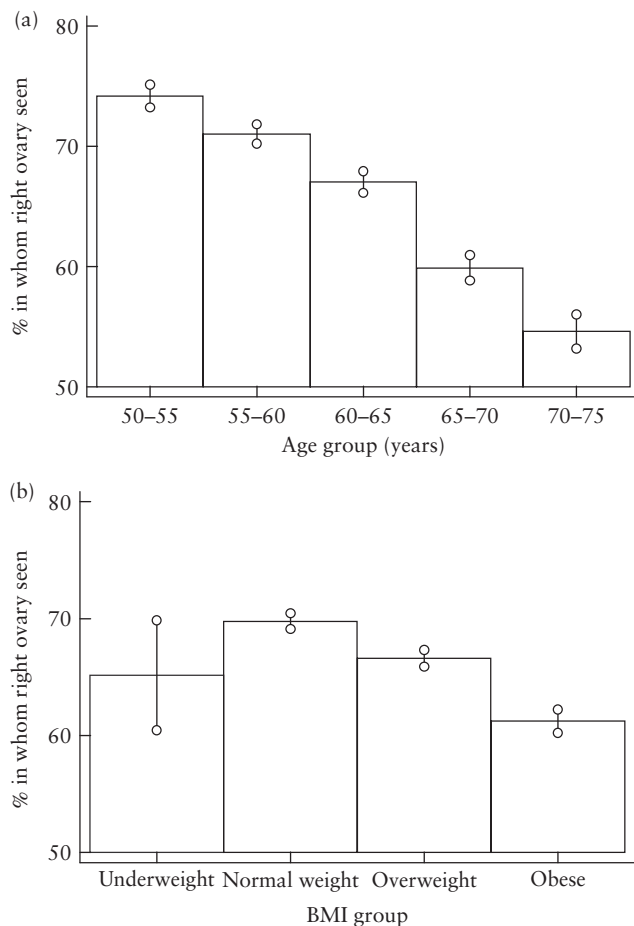 (a)
80
70
60
50
% in whom right ovary seen
50–55 55–60 60–65 65–70 70–75
Age group (years)
(b)
80
70
60
50
% in whom right ovary seen
Underweight Normal weight Overweight Obese
BMI group